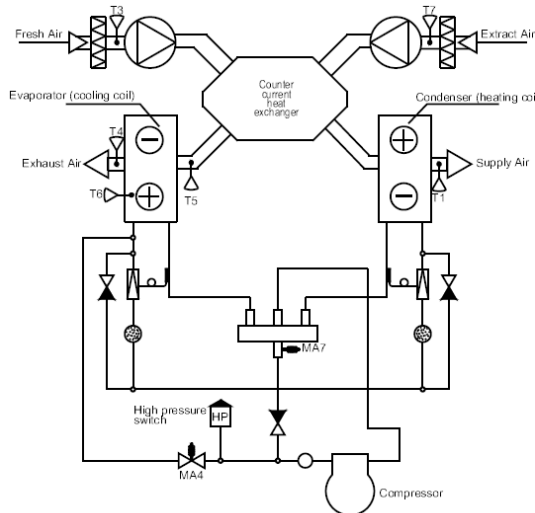 T3
T7
Fresh Air
Extract Air
Counter
current
heat
exchanger
Evaporator (cooling coil)
Condenser (heating coi
T4
Exhaust Air
Supply Air
T6
T5
T1
MA7
High pressure
switch
HP
MA4
Compressor